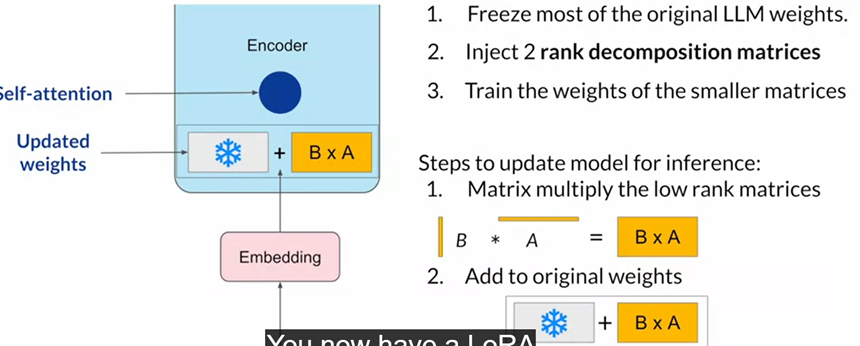 Encoder
Self-attention
Updated
weights
+
B x A
Embedding
1. Freeze most of the original LLM weights.
2. Inject 2 rank decomposition matrices
3. Train the weights of the smaller matrices
Steps to update model for inference:
1. Matrix multiply the low rank matrices
B * A = B x A
2. Add to original weights
+ B x A
You now have a LoRA